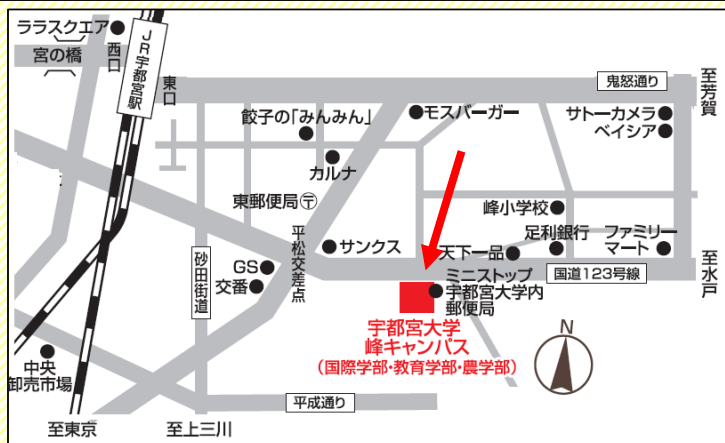 ララスクエア
宮の橋
西口
JR宇都宮駅
東口
鬼怒通り
至芳賀
餃子の「みんみん」
モスバーガー
サトーカメラ
ベイシア
カルナ
東郵便局〒
峰小学校
平松交差点
サンクス
天下一品
足利銀行
ファミリー
マート
至水戸
砂田街道
GS
交番
ミニストップ
宇都宮大学内
郵便局
国道123号線
宇都宮大学
峰キャンパス
(国際学部・教育学部・農学部)
N
中央
卸売市場
平成通り
至東京
至上三川